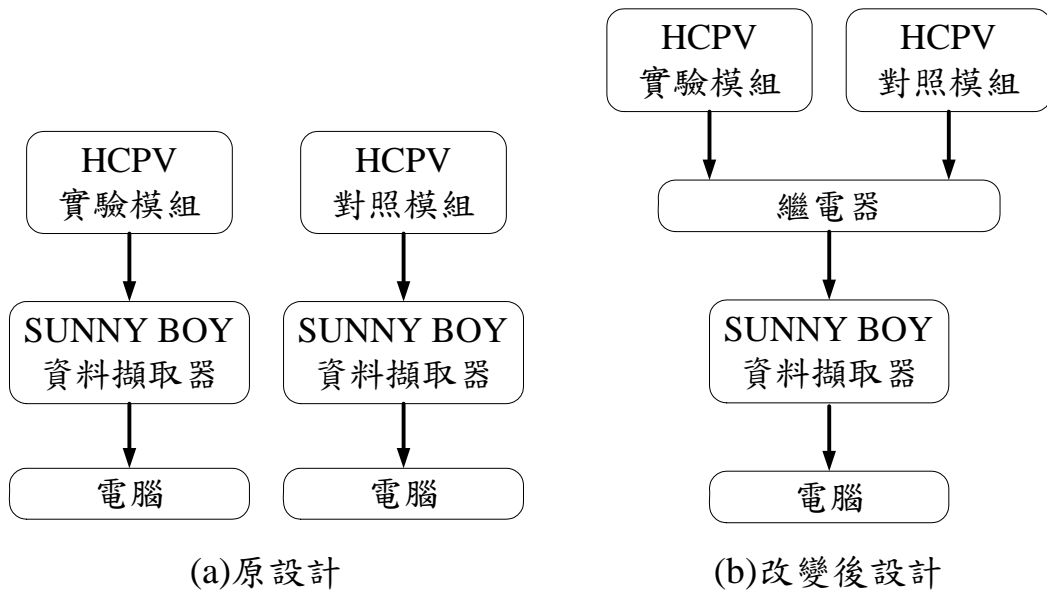 HCPV
實驗模組
SUNNY BOY
資料擷取器
電腦
HCPV
對照模組
SUNNY BOY
資料擷取器
電腦
(a)原設計
HCPV
實驗模組
HCPV
對照模組
繼電器
SUNNY BOY
資料擷取器
電腦
(b)改變後設計